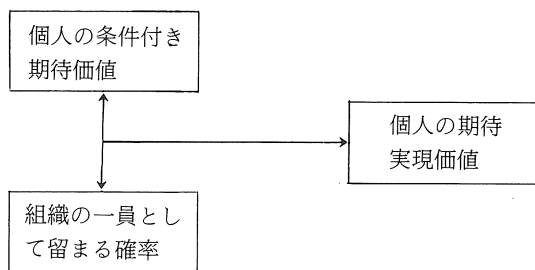 個人の条件付き
期待価値
個人の期待
実現価値
組織の一員とし
て留まる確率